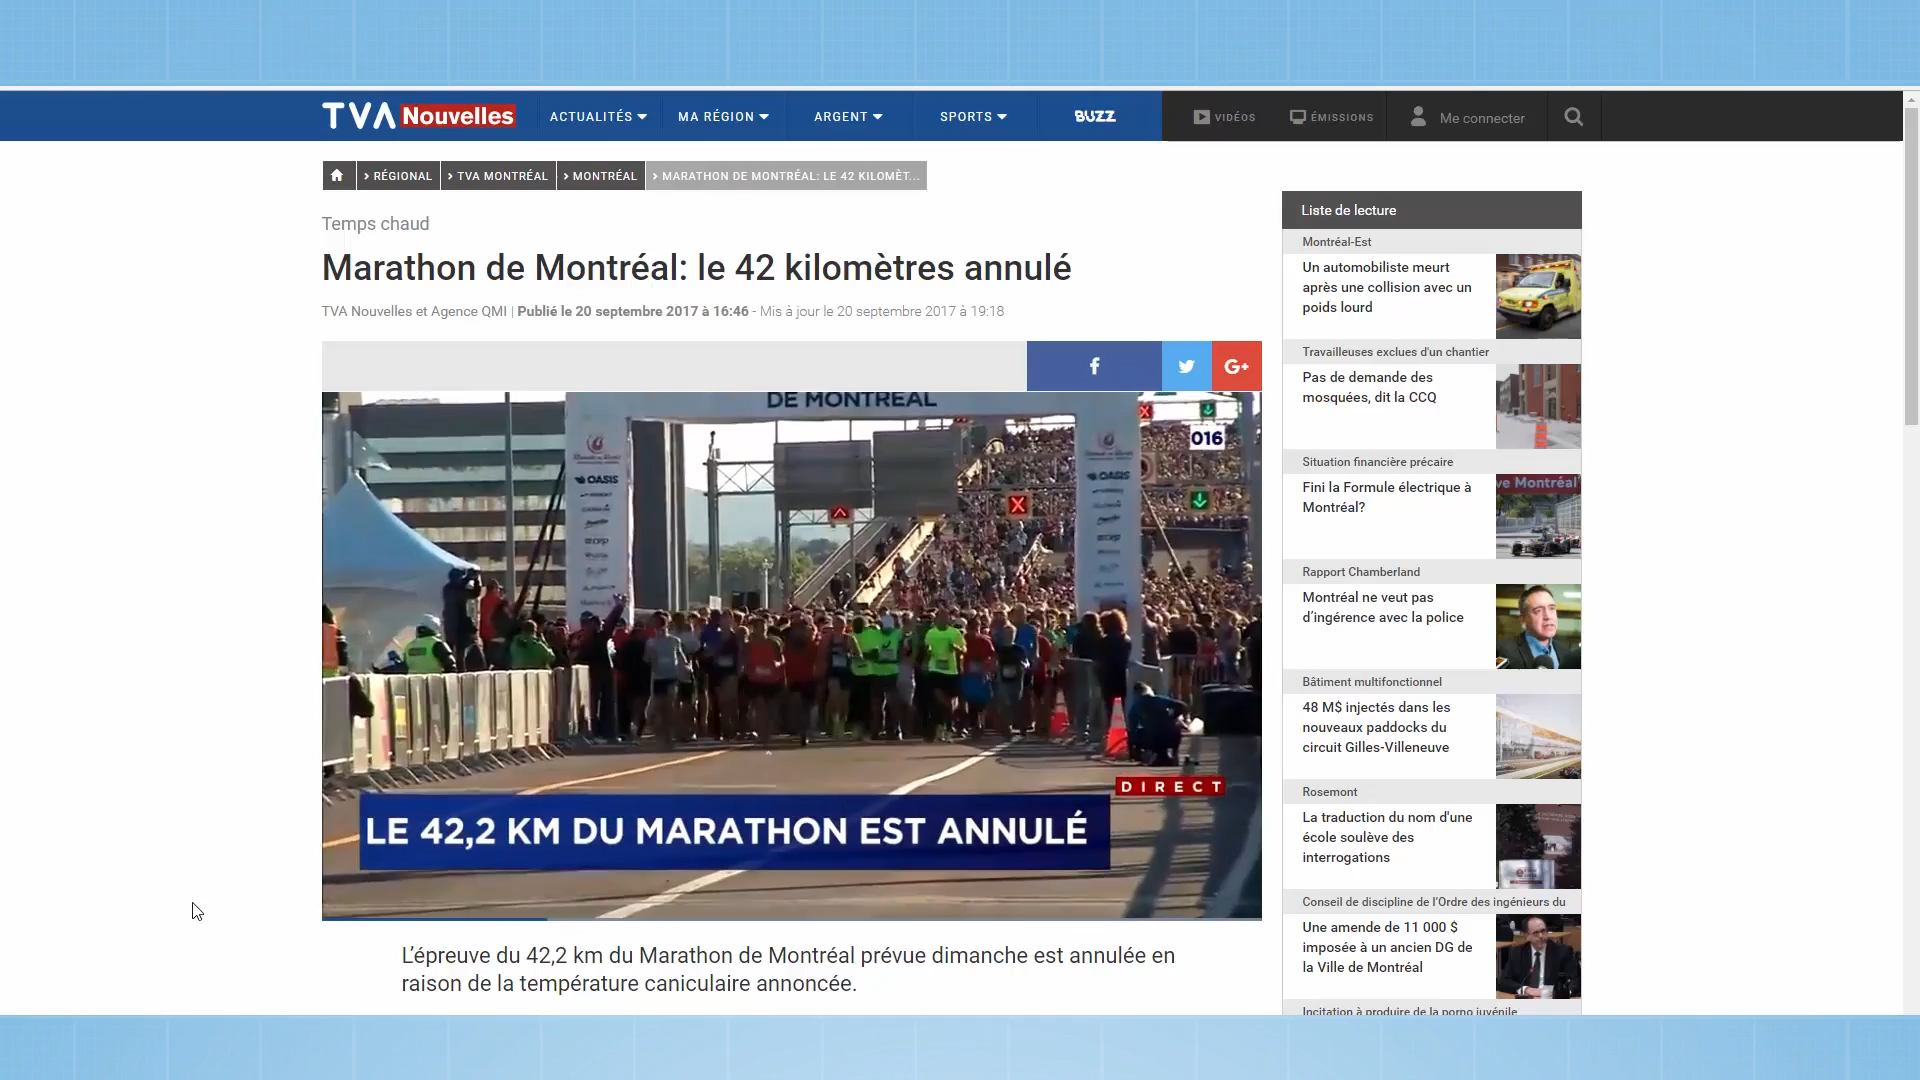 TVA Nouvelles
ACTUALITÉS
MA RÉGION
ARGENT
SPORTS
BUZZ
VIDÉOS
ÉMISSIONS
Me connecter
> RÉGIONAL
> TVA MONTRÉAL
> MONTRÉAL
> MARATHON DE MONTRÉAL: LE 42 KILOMÈT...
Temps chaud
Marathon de Montréal: le 42 kilomètres annulé
TVA Nouvelles et Agence QMI | Publié le 20 septembre 2017 à 16:46 - Mis à jour le 20 septembre 2017 à 19:18
f
G+
DE MONTRÉAL
016
OASIS
OASIS
DIRECT
LE 42,2 KM DU MARATHON EST ANNULÉ
L'épreuve du 42,2 km du Marathon de Montréal prévue dimanche est annulée en
raison de la température caniculaire annoncée.
Liste de lecture
Montréal-Est
Un automobiliste meurt
après une collision avec un
poids lourd
Travailleuses exclues d'un chantier
Pas de demande des
mosquées, dit la CCQ
Situation financière précaire
Fini la Formule électrique à
Montréal?
ve Montréal
Rapport Chamberland
Montréal ne veut pas
d'ingérence avec la police
Bâtiment multifonctionnel
48 M$ injectés dans les
nouveaux paddocks du
circuit Gilles-Villeneuve
Rosemont
La traduction du nom d'une
école soulève des
interrogations
Conseil de discipline de l'Ordre des ingénieurs du
Une amende de 11 000 $
imposée à un ancien DG de
la Ville de Montréal
Incitation à produire de la porno juvénile